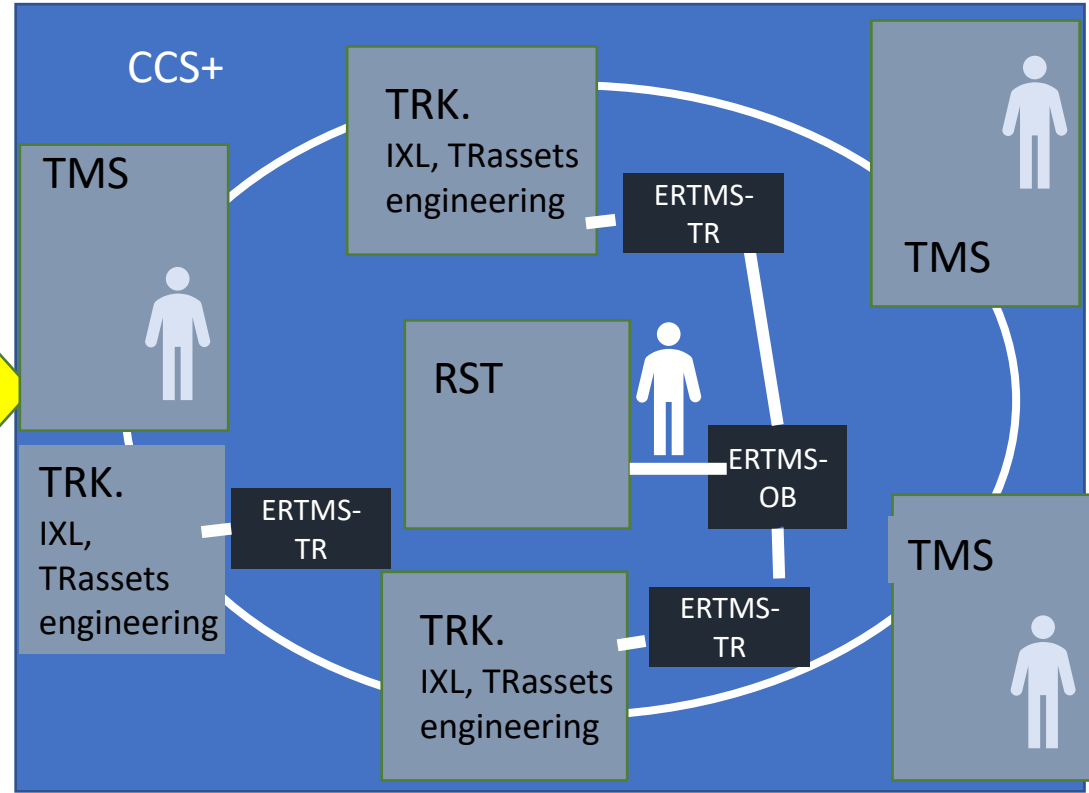 CCS+
TRK.
IXL, TRassets
engineering
TMS
ERTMS-
TR
TMS
RST
ERTMS-
OB
TRK.
IXL,
TRassets
engineering
ERTMS-
TR
TMS
TRK.
IXL, TRassets
engineering
ERTMS-
TR